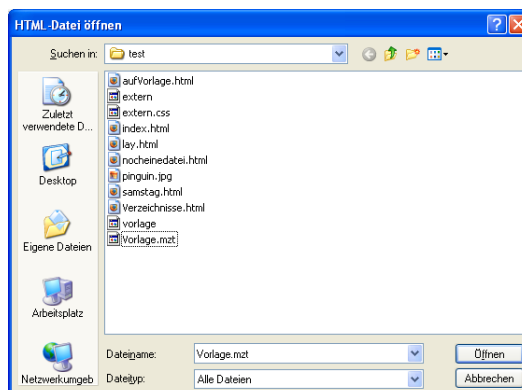 HTML-Datei öffnen
Suchen in: test
Zuletzt
verwendete D...
Desktop
Eigene Dateien
Arbeitsplatz
Netzwerkumgeb
aufVorlage.html
extern
extern.css
index.html
lay.html
nocheinedatei.html
pinguin.jpg
samstag.html
Verzeichnisse.html
vorlage
Vorlage.mzt
Dateiname: Vorlage.mzt Öffnen
Dateityp: Alle Dateien Abbrechen